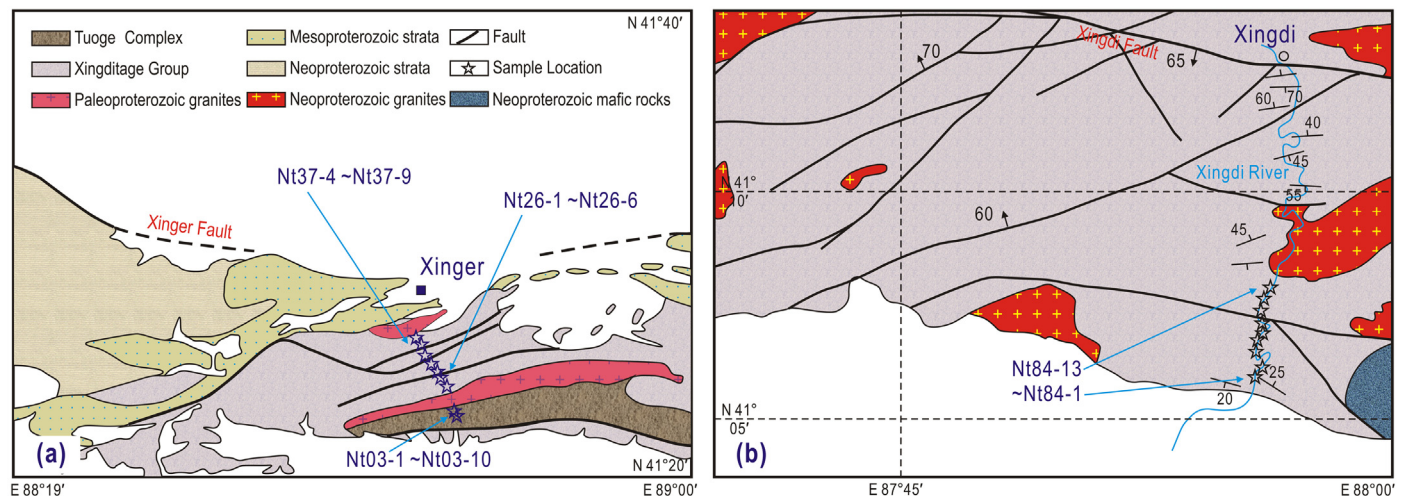 N 41°40′
Tuoge Complex
Mesoproterozoic strata
Fault
Xingditage Group
Neoproterozoic strata
Sample Location
Paleoproterozoic granites
Neoproterozoic granites
Neoproterozoic mafic rocks
Nt37-4 ~Nt37-9
Nt26-1 ~Nt26-6
Xinger Fault
Xinger
(a)
Nt03-1 ~Nt03-10
N 41°20′
E 88°19′
E 89°00′
Xingdi Fault
Xingdi
70
65
60
70
40
45
Xingdi River
N 41°
10′
55
60
45
Nt84-13
~Nt84-1
25
20
N 41°
05′
(b)
E 87°45′
E 88°00′